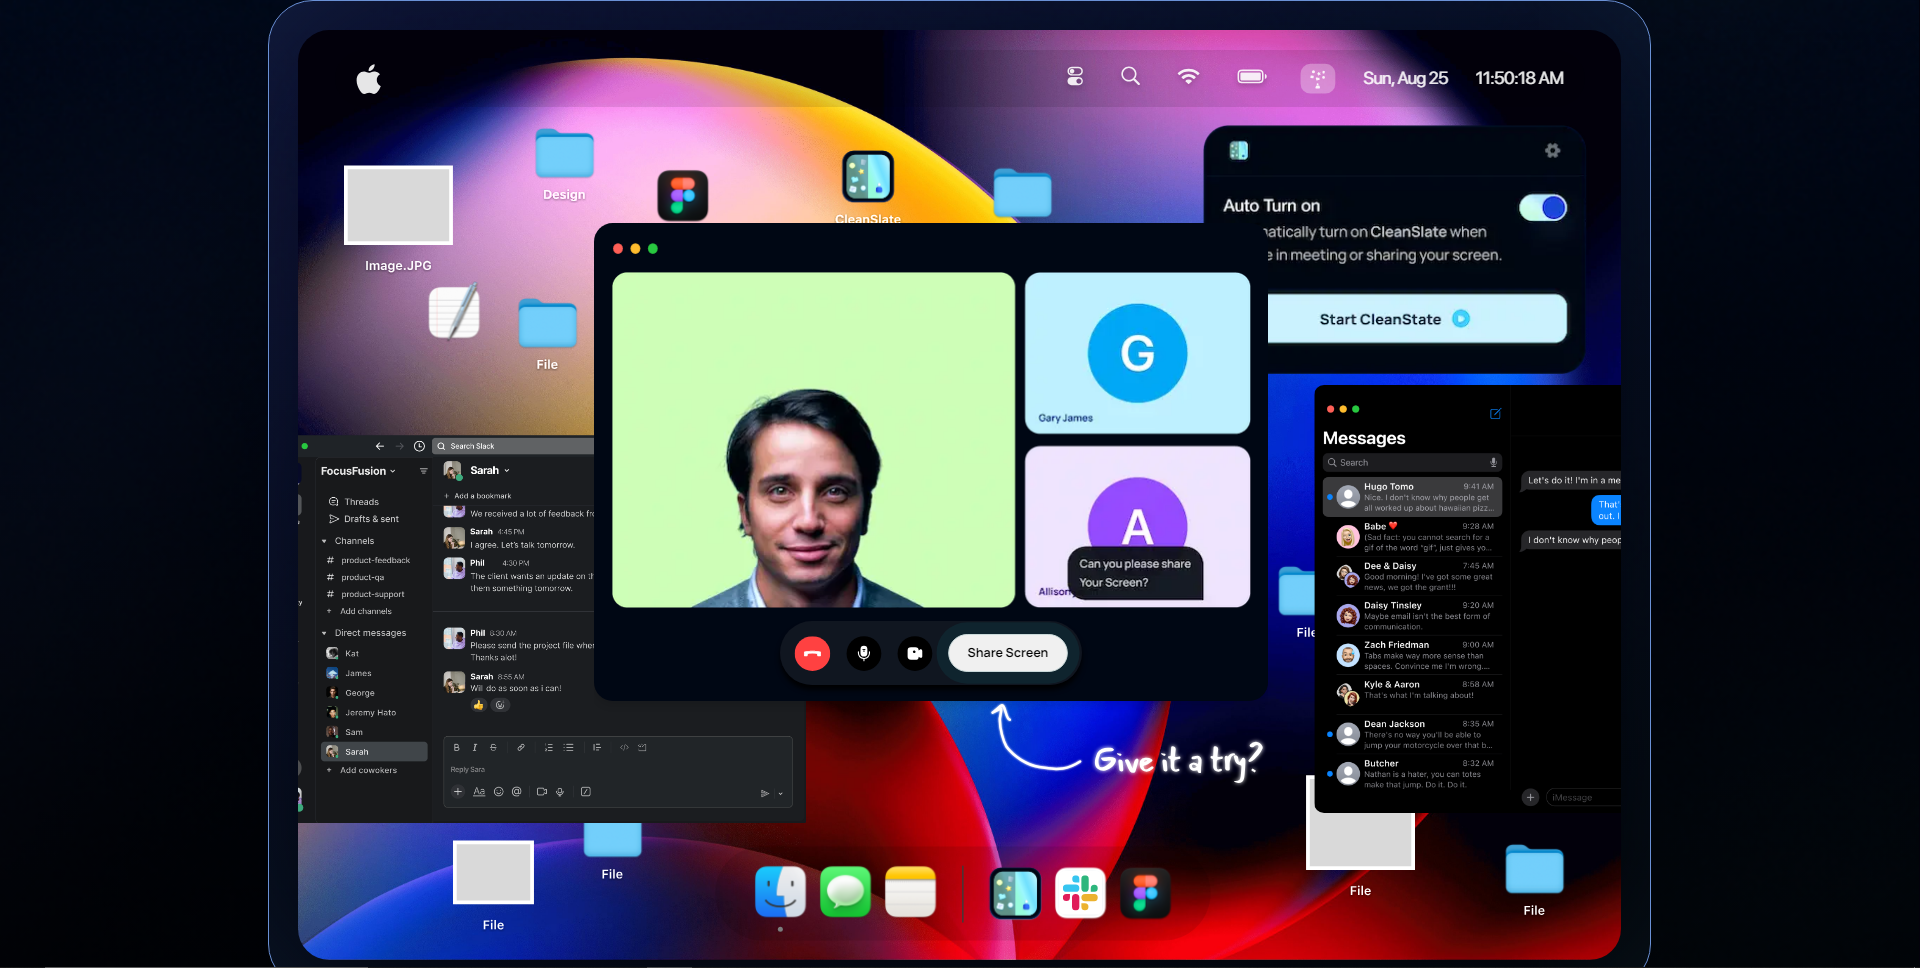 Sun, Aug 25
11:50:18 AM
Design
CleanSlate
Image.JPG
File
Auto Turn on
atically turn on CleanSlate when
e in meeting or sharing your screen.
Start CleanState
G
Gary James
A
Allison
Can you please share
Your Screen?
Share Screen
Give it a try?
Search Slack
FocusFusion
Threads
Drafts & sent
Channels
# product-feedback
# product-qa
# product-support
+ Add channels
Direct messages
Kat
James
George
Jeremy Hato
Sam
Sarah
+ Add coworkers
Sarah
+ Add a bookmark
We received a lot of feedback fr
Sarah 4:45 PM
I agree. Let's talk tomorrow.
Phil 4:30 PM
The client wants an update on th
them something tomorrow.
Phil 8:30 AM
Please send the project file wher
Thanks alot!
Sarah 8:55 AM
Will do as soon as i can!
B I S
Reply Sara
+ Aa @
Messages
Search
Hugo Tomo 9:41 AM
Nice. I don't know why people get
all worked up about hawaiian pizz...
Babe 9:28 AM
(Sad fact: you cannot search for a
gif of the word "gif", just gives yo...
Dee & Daisy 7:45 AM
Good morning! I've got some great
news, we got the grant!!!
Daisy Tinsley 9:20 AM
Maybe email isn't the best form of
communication.
Zach Friedman 9:00 AM
Tabs make way more sense than
spaces. Convince me I'm wrong....
Kyle & Aaron 8:58 AM
That's what I'm talking about!
Dean Jackson 8:35 AM
There's no way you'll be able to
jump your motorcycle over that b...
Butcher 8:32 AM
Nathan is a hater, you can totes
make that jump. Do it. Do it.
Let's do it! I'm in a me
That'
out. I
I don't know why peop
iMessage
File
File
File
File
File